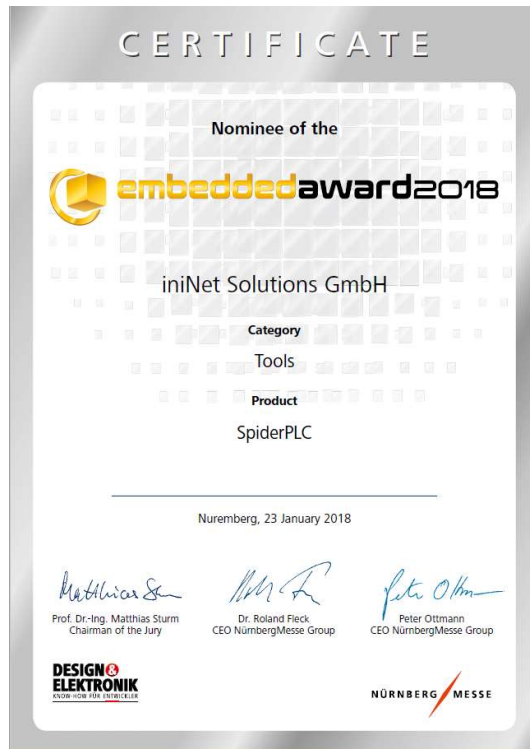 CERTIFICATE
Nominee of the
embeddedaward2018
iniNet Solutions GmbH
Category
Tools
Product
SpiderPLC
Nuremberg, 23 January 2018
Prof. Dr.-Ing. Matthias Sturm
Chairman of the Jury
Dr. Roland Fleck
CEO NürnbergMesse Group
Peter Ottmann
CEO NürnbergMesse Group
DESIGN&
ELEKTRONIK
KNOW-HOW FÜR ENTWICKLER
NÜRNBERG MESSE